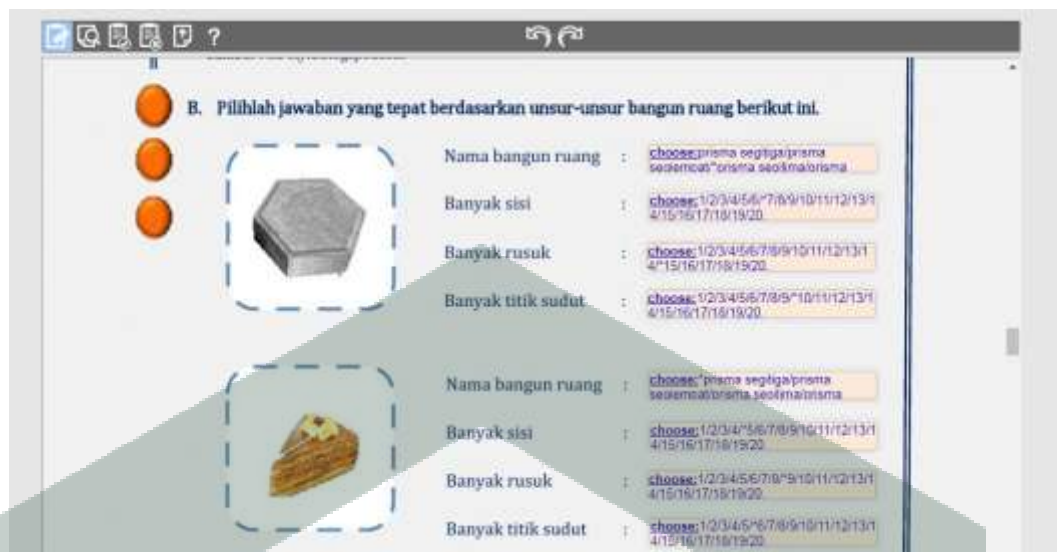 B. Pilihlah jawaban yang tepat berdasarkan unsur-unsur bangun ruang berikut ini.
Nama bangun ruang : choose:prisma segitiga/prisma
segiempat/*prisma segilima/prisma
Banyak sisi : choose:1/2/3/4/5/6/*7/8/9/10/11/12/13/1
4/15/16/17/18/19/20
Banyak rusuk : choose:1/2/3/4/5/6/7/8/9/10/11/12/13/1
4/*15/16/17/18/19/20
Banyak titik sudut : choose:1/2/3/4/5/6/7/8/9/*10/11/12/13/1
4/15/16/17/18/19/20
Nama bangun ruang : choose:*prisma segitiga/prisma
segiempat/prisma segilima/prisma
Banyak sisi : choose:1/2/3/4/*5/6/7/8/9/10/11/12/13/1
4/15/16/17/18/19/20
Banyak rusuk : choose:1/2/3/4/5/6/7/8/*9/10/11/12/13/1
4/15/16/17/18/19/20
Banyak titik sudut : choose:1/2/3/4/5/*6/7/8/9/10/11/12/13/1
4/15/16/17/18/19/20